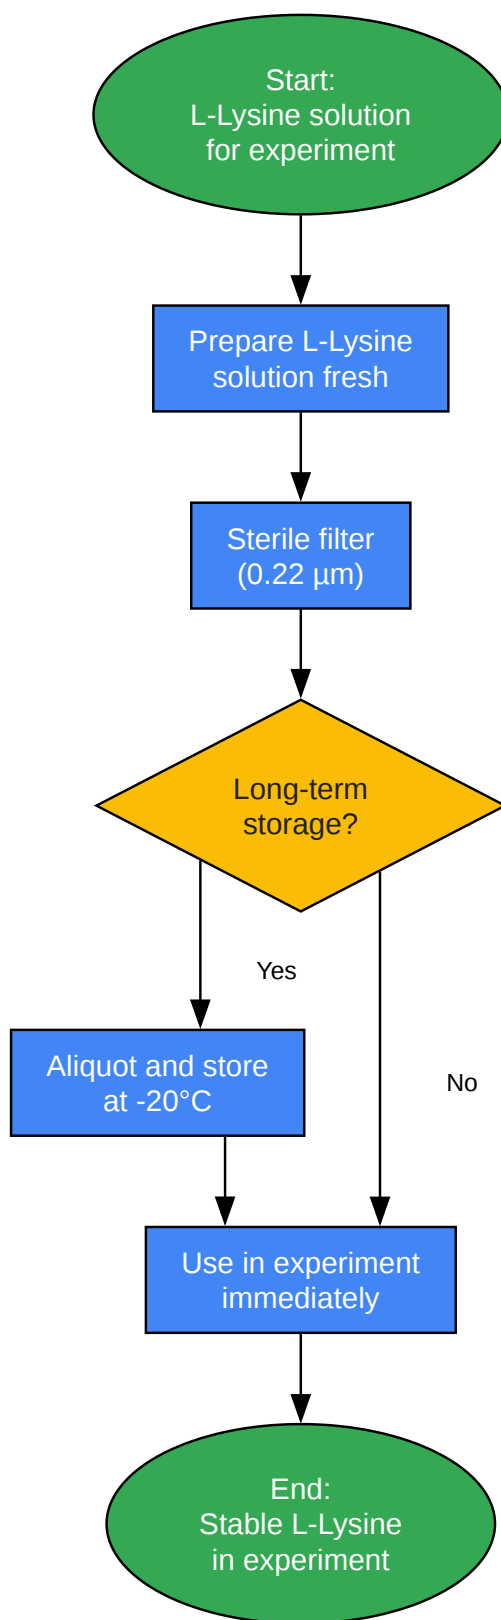 Start:
L-Lysine solution
for experiment
Prepare L-Lysine
solution fresh
Sterile filter
(0.22 µm)
Long-term
storage?
Yes
Aliquot and store
at -20°C
No
Use in experiment
immediately
End:
Stable L-Lysine
in experiment